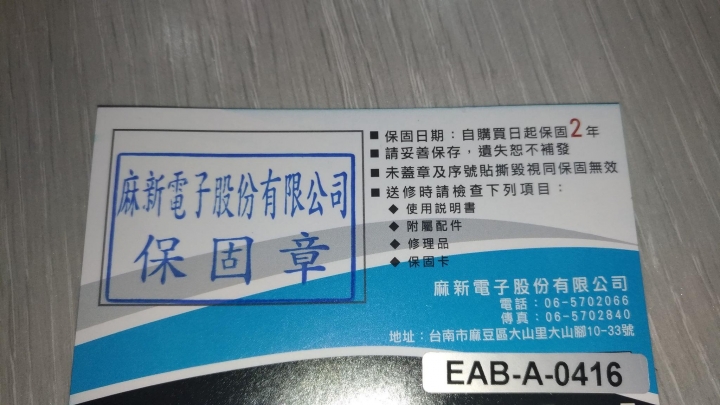 麻新電子股份有限公司
保固章
■ 保固日期：自購買日起保固2年
■ 請妥善保存，遺失恕不補發
■ 未蓋章及序號貼撕毀視同保固無效
■ 送修時請檢查下列項目：
◆ 使用說明書
◆ 附屬配件
◆ 修理品
◆ 保固卡
麻新電子股份有限公司
電話：06-5702066
傳真：06-5702840
地址：台南市麻豆區大山里大山腳10-33號
EAB-A-0416